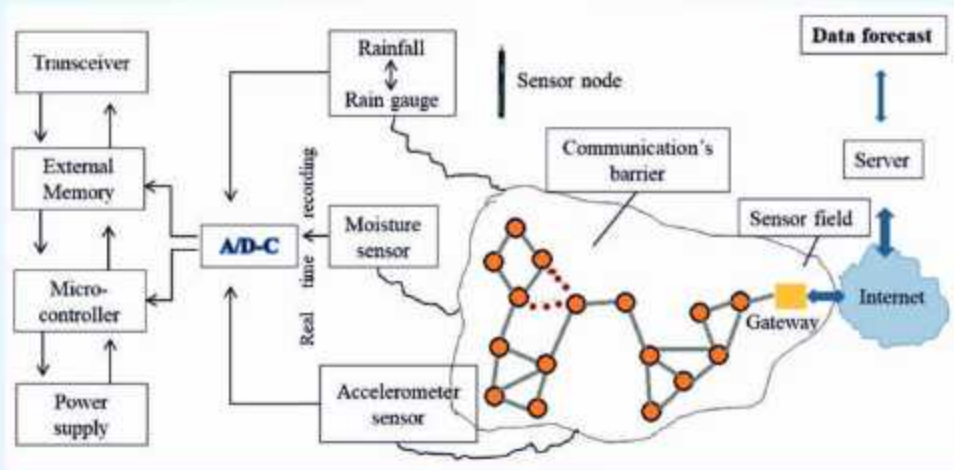 Transceiver
External
Memory
Micro-
controller
Power
supply
A/D-C
Rainfall
Rain gauge
Moisture
sensor
Accelerometer
sensor
Real time recording
Sensor node
Communication's
barrier
Sensor field
Gateway
Data forecast
Server
Internet